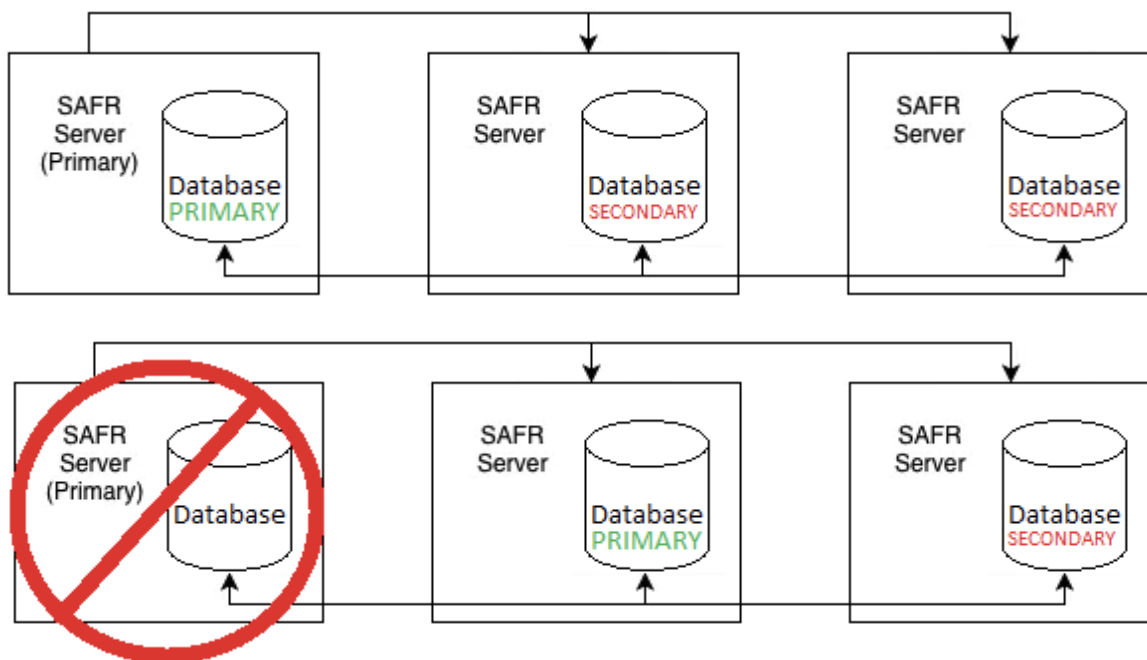 SAFR
Server
(Primary)
Database
PRIMARY
SAFR
Server
Database
SECONDARY
SAFR
Server
Database
SECONDARY
SAFR
Server
(Primary)
Database
SAFR
Server
Database
PRIMARY
SAFR
Server
Database
SECONDARY